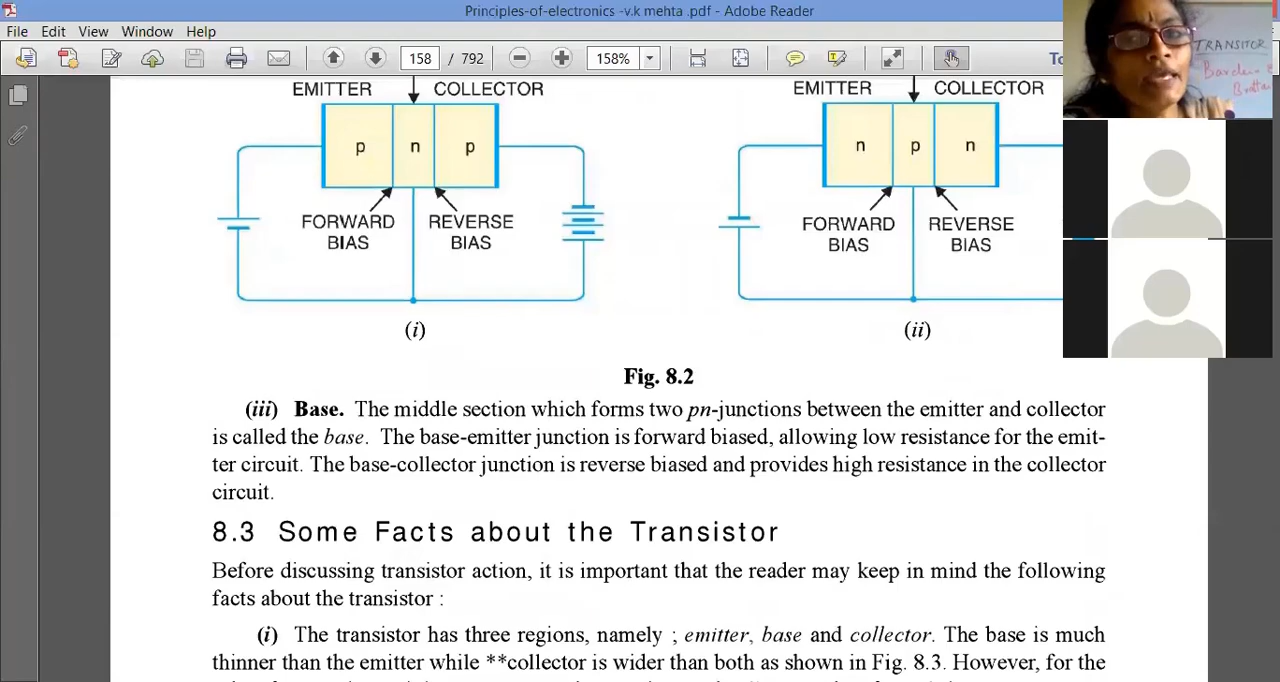 Principles-of-electronics -v.k mehta .pdf - Adobe Reader
File Edit View Window Help
158 / 792 158%
EMITTER COLLECTOR
p n p
FORWARD BIAS
REVERSE BIAS
(i)
EMITTER COLLECTOR
n p n
FORWARD BIAS
REVERSE BIAS
(ii)
TRANSITOR
Fig. 8.2
(iii) Base. The middle section which forms two pn-junctions between the emitter and collector
is called the base. The base-emitter junction is forward biased, allowing low resistance for the emit-
ter circuit. The base-collector junction is reverse biased and provides high resistance in the collector
circuit.
8.3 Some Facts about the Transistor
Before discussing transistor action, it is important that the reader may keep in mind the following
facts about the transistor :
(i) The transistor has three regions, namely ; emitter, base and collector. The base is much
thinner than the emitter while **collector is wider than both as shown in Fig. 8.3. However, for the